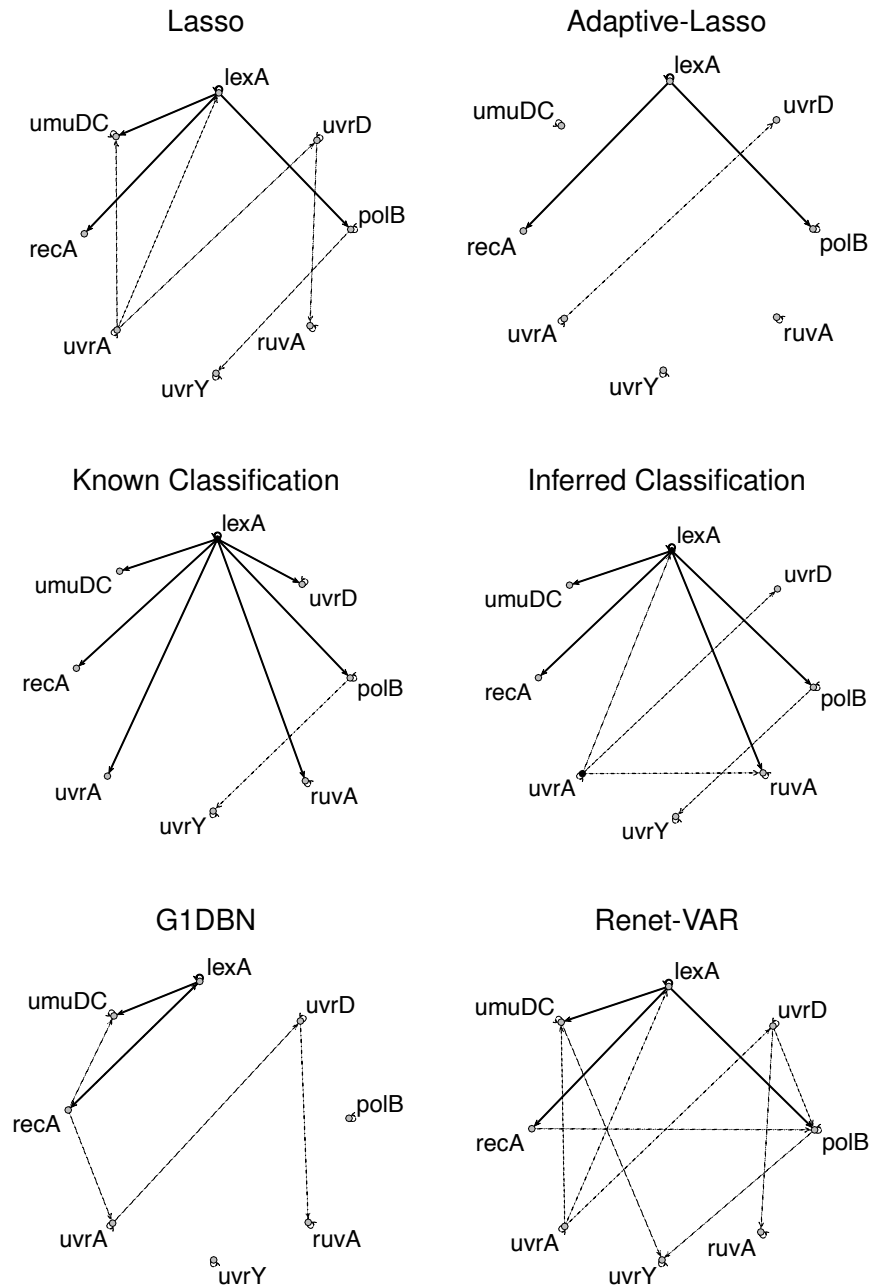 Lasso
Adaptive-Lasso
lexA
umuDC
uvrD
polB
recA
uvrA
ruvA
uvrY
lexA
uvrD
umuDC
recA
polB
uvrA
ruvA
uvrY
Known Classification
Inferred Classification
lexA
umuDC
uvrD
recA
polB
uvrA
ruvA
uvrY
lexA
uvrD
umuDC
recA
polB
uvrA
ruvA
uvrY
G1DBN
Renet-VAR
lexA
umuDC
uvrD
polB
recA
uvrA
ruvA
uvrY
lexA
umuDC
uvrD
recA
polB
uvrA
ruvA
uvrY